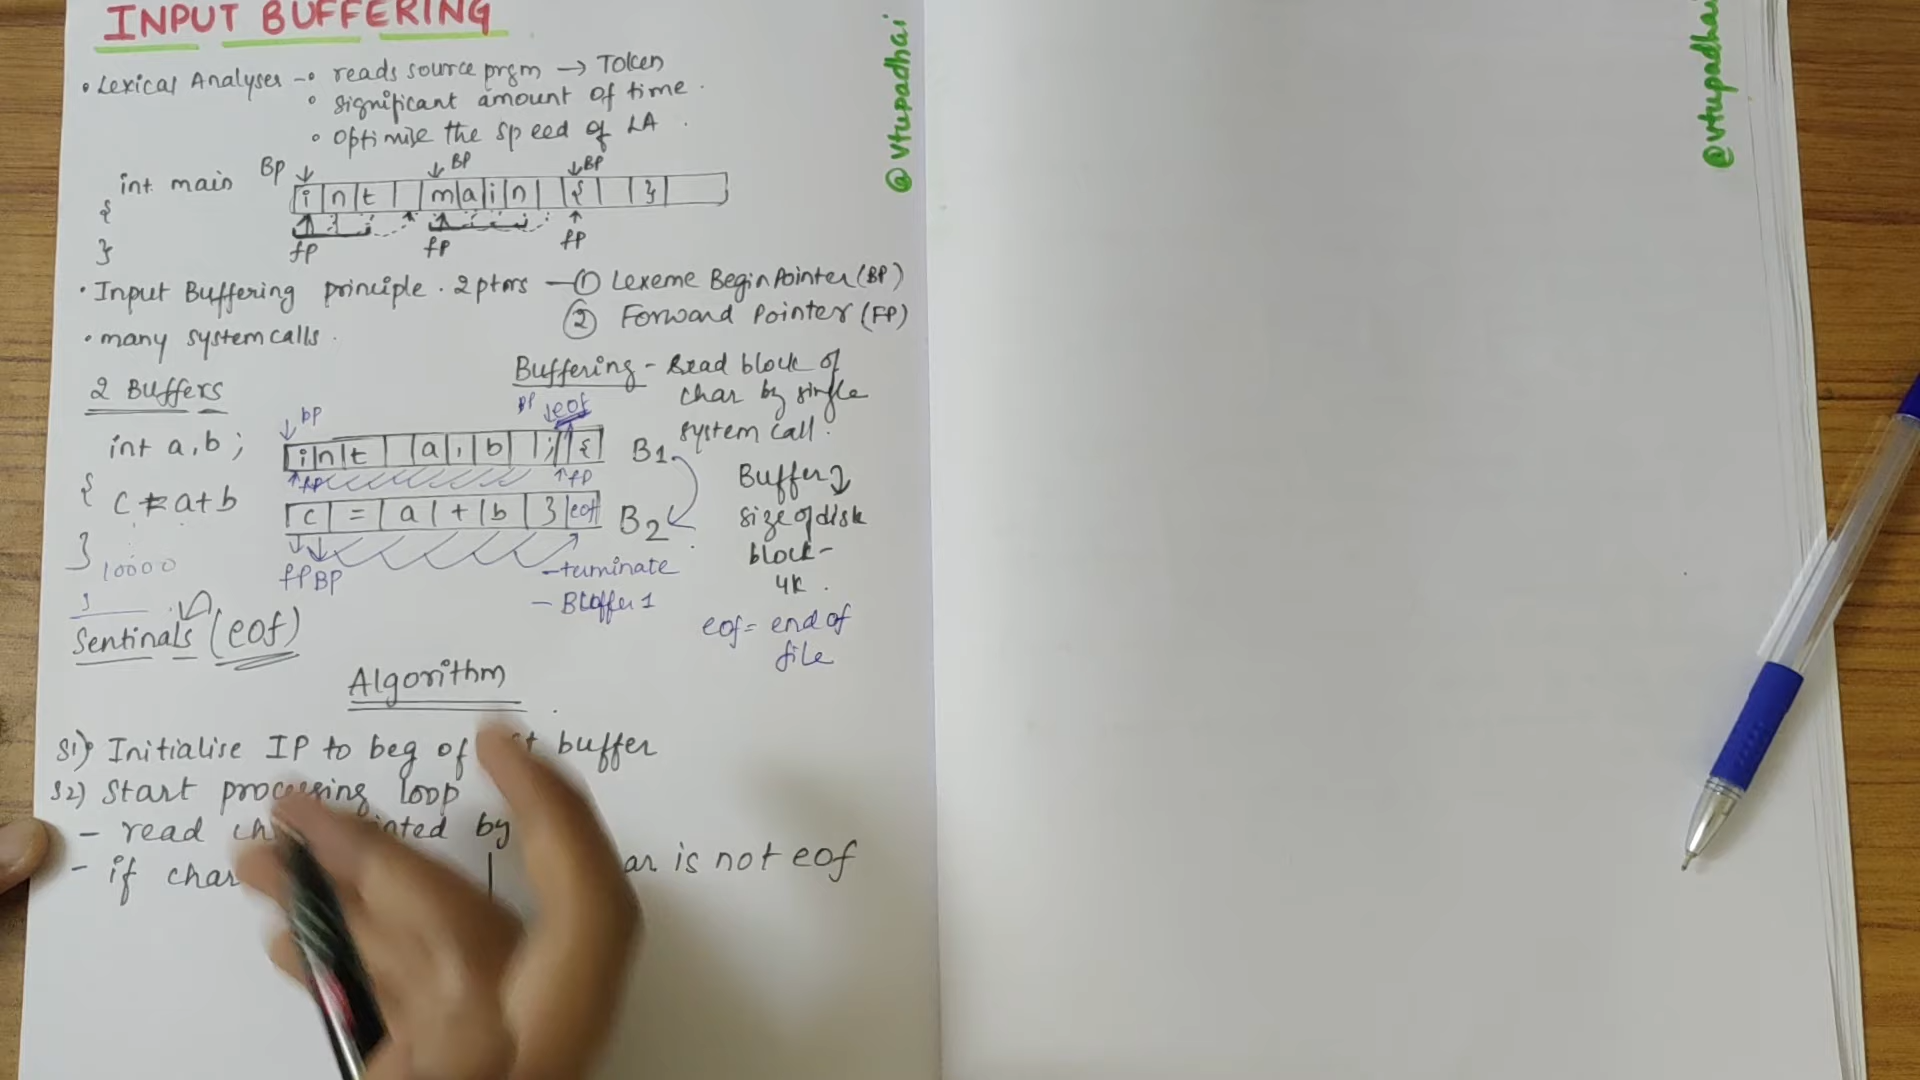 INPUT BUFFERING
• Lexical Analyser - • reads source prgm → Token
• significant amount of time.
• optimise the speed of LA.
int main
{
}
Bp BP BP
i n t m a i n { }
fp fp fp
• Input Buffering principle. 2 ptrrs - ① Lexeme Begin Pointer (BP)
② Forward Pointer (FP)
• many system calls.
Buffering - Read block of
char by single
system call.
2 Buffers
int a, b ;
{
c = a + b
}
10000
bp
BP eof
i n t a , b ; { B1
fp fp
c = a + b } eof B2
fp BP
- terminate
- Buffer 1
Buffer
size of disk
block -
4K.
eof = end of
file
Sentinals (eof)
Algorithm
S1) Initialise IP to beg of buffer
S2) Start processing loop
- read by
- if char is not eof
@vtupadhai
@vtupadhai